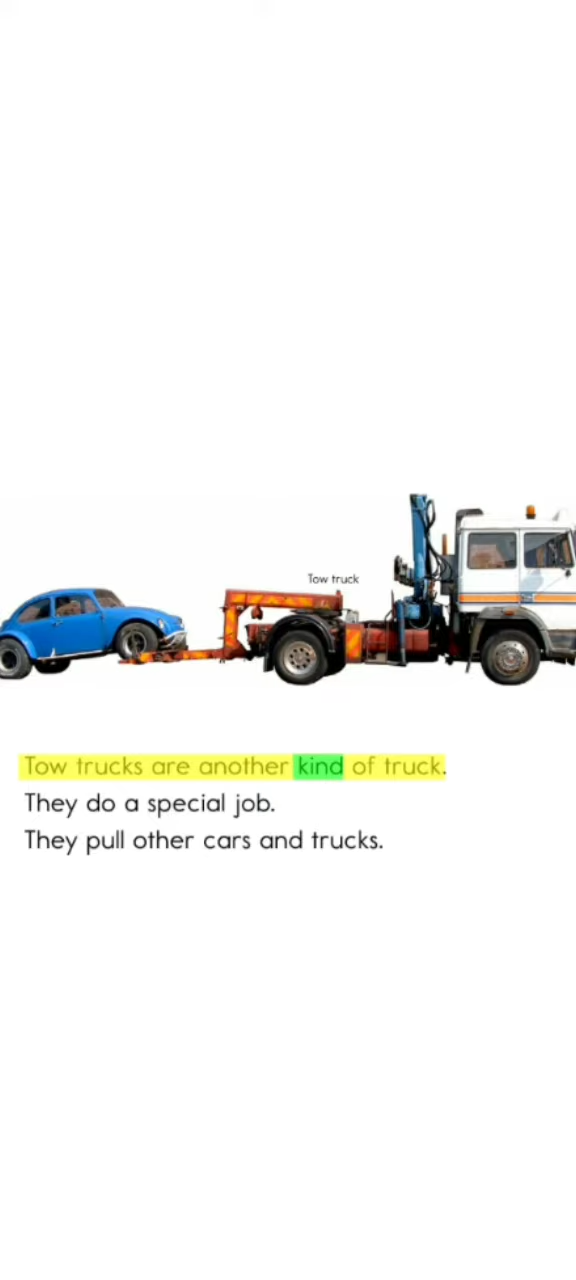 Tow truck
Tow trucks are another kind of truck.
They do a special job.
They pull other cars and trucks.